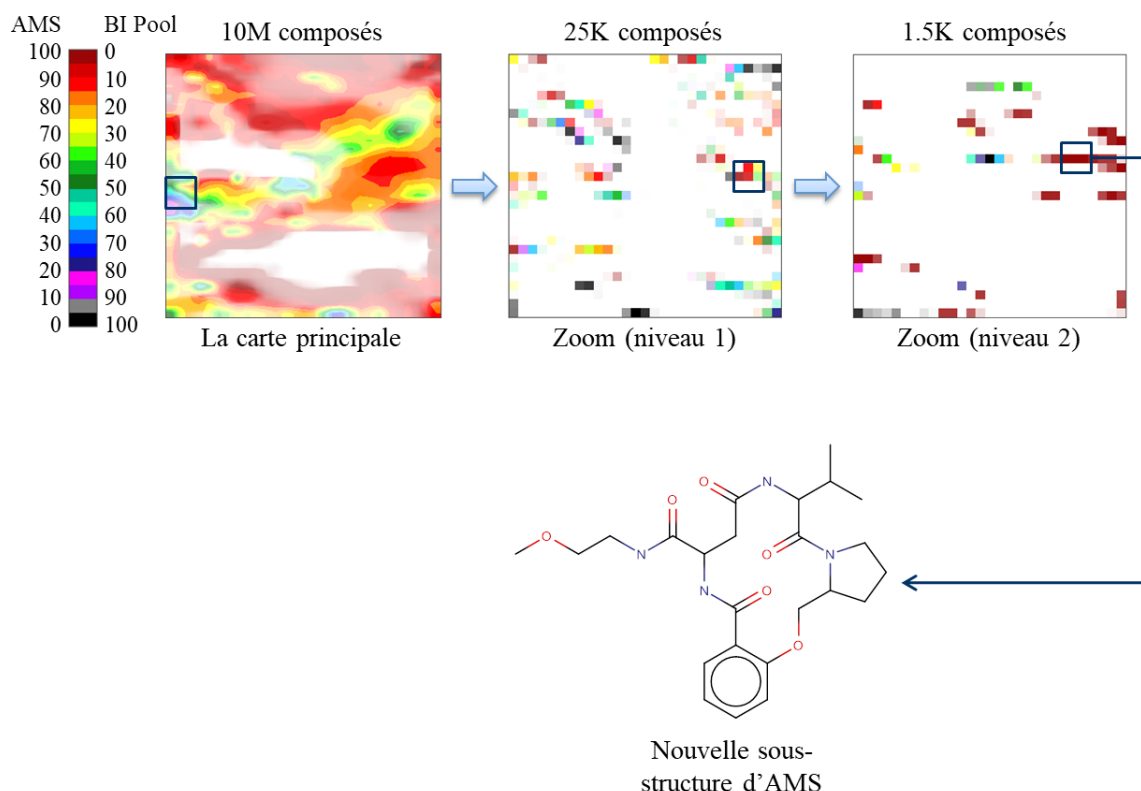 AMS BI Pool
10M composés
25K composés
1.5K composés
100 0
90 10
80 20
70 30
60 40
50 50
40 60
30 70
20 80
10 90
0 100
La carte principale
Zoom (niveau 1)
Zoom (niveau 2)
O
O
N
O
N
O
O
N
N
O
O
Nouvelle sous-
structure d’AMS